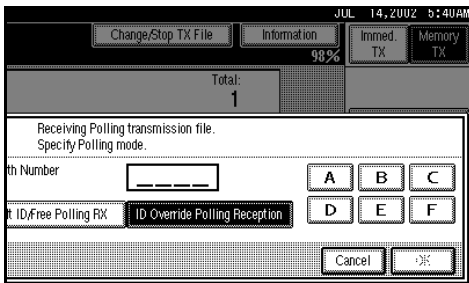 JUL 14,2002 5:40AM
Change/Stop TX File Information Immed. TX Memory TX
98%
Total:
1
Receiving Polling transmission file.
Specify Polling mode.
th Number _ _ _ _
A B C
t ID/Free Polling RX ID Override Polling Reception D E F
Cancel OK